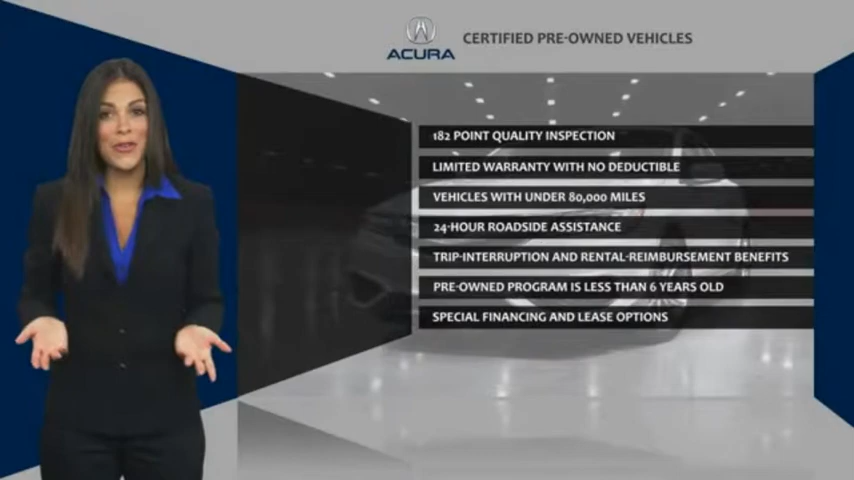 ACURA
CERTIFIED PRE-OWNED VEHICLES
182 POINT QUALITY INSPECTION
LIMITED WARRANTY WITH NO DEDUCTIBLE
VEHICLES WITH UNDER 80,000 MILES
24-HOUR ROADSIDE ASSISTANCE
TRIP-INTERRUPTION AND RENTAL-REIMBURSEMENT BENEFITS
PRE-OWNED PROGRAM IS LESS THAN 6 YEARS OLD
SPECIAL FINANCING AND LEASE OPTIONS